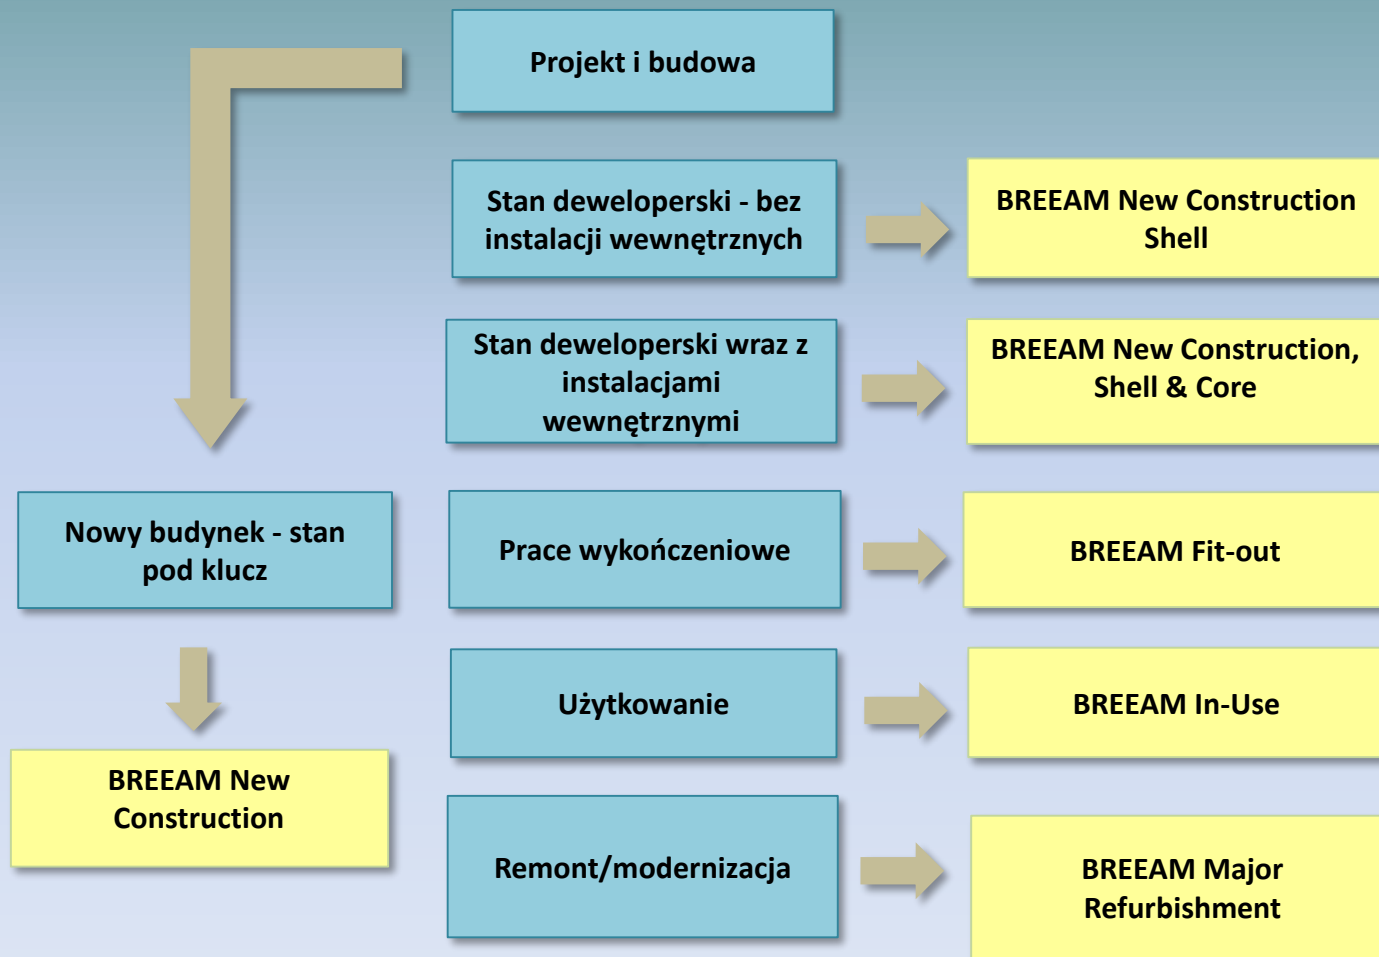 Projekt i budowa
Stan deweloperski - bez
instalacji wewnętrznych
BREEAM New Construction
Shell
Stan deweloperski wraz z
instalacjami
wewnętrznymi
BREEAM New Construction,
Shell & Core
Nowy budynek - stan
pod klucz
Prace wykończeniowe
BREEAM Fit-out
Użytkowanie
BREEAM In-Use
BREEAM New
Construction
Remont/modernizacja
BREEAM Major
Refurbishment